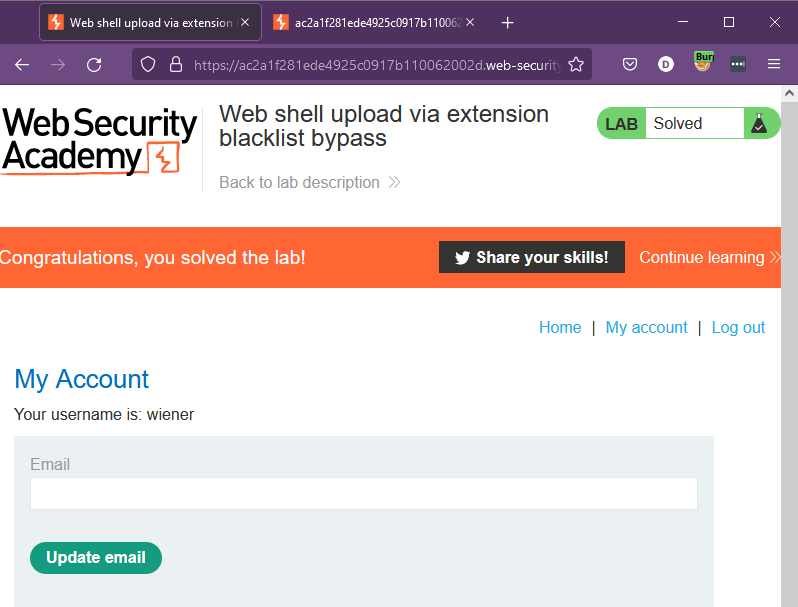 Web shell upload via extension
ac2a1f281ede4925c0917b110062
https://ac2a1f281ede4925c0917b110062002d.web-security
D
Burp
Web Security
Academy
Web shell upload via extension
blacklist bypass
Back to lab description
LAB
Solved
Congratulations, you solved the lab!
Share your skills!
Continue learning
Home | My account | Log out
My Account
Your username is: wiener
Email
Update email